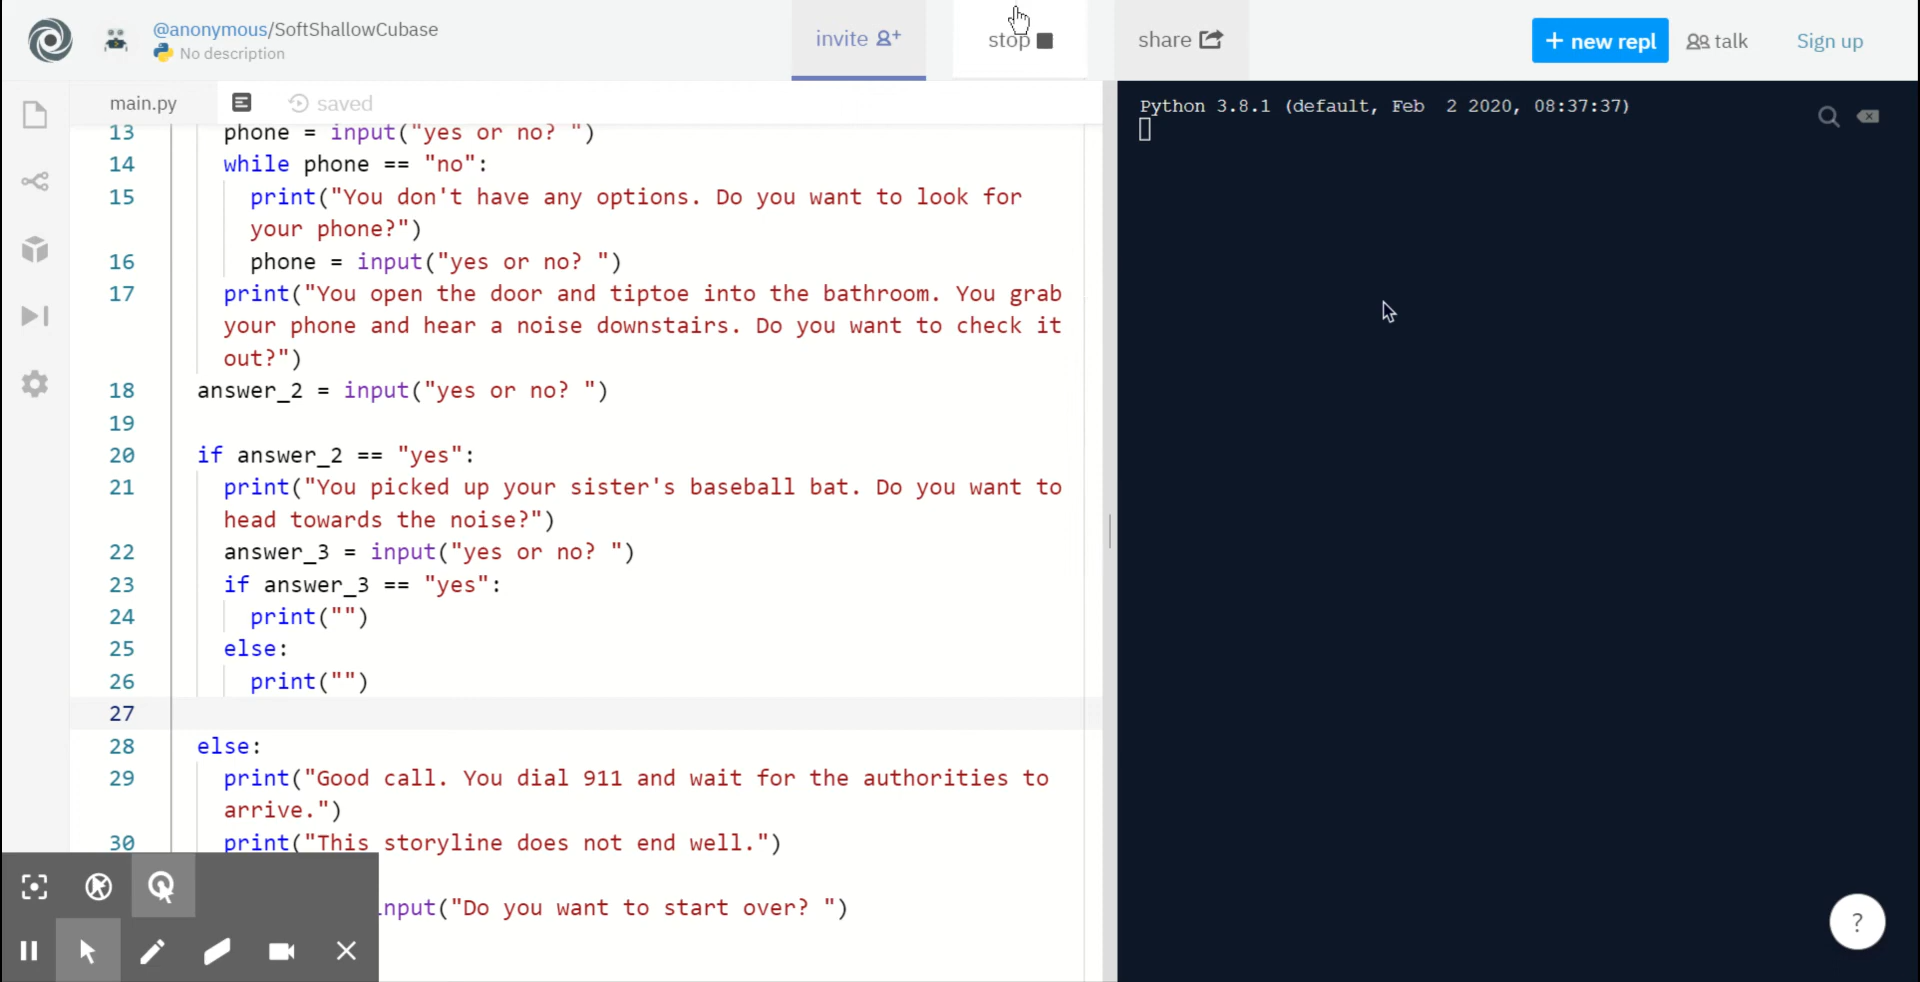 @anonymous/SoftShallowCubase
No description
invite
stop
share
+ new repl
talk
Sign up
main.py
saved
13 phone = input("yes or no? ")
14 while phone == "no":
15 print("You don't have any options. Do you want to look for
your phone?")
16 phone = input("yes or no? ")
17 print("You open the door and tiptoe into the bathroom. You grab
your phone and hear a noise downstairs. Do you want to check it
out?")
18 answer_2 = input("yes or no? ")
19
20 if answer_2 == "yes":
21 print("You picked up your sister's baseball bat. Do you want to
head towards the noise?")
22 answer_3 = input("yes or no? ")
23 if answer_3 == "yes":
24 print("")
25 else:
26 print("")
27
28 else:
29 print("Good call. You dial 911 and wait for the authorities to
arrive.")
30 print("This storyline does not end well.")
input("Do you want to start over? ")
Python 3.8.1 (default, Feb  2 2020, 08:37:37)
?